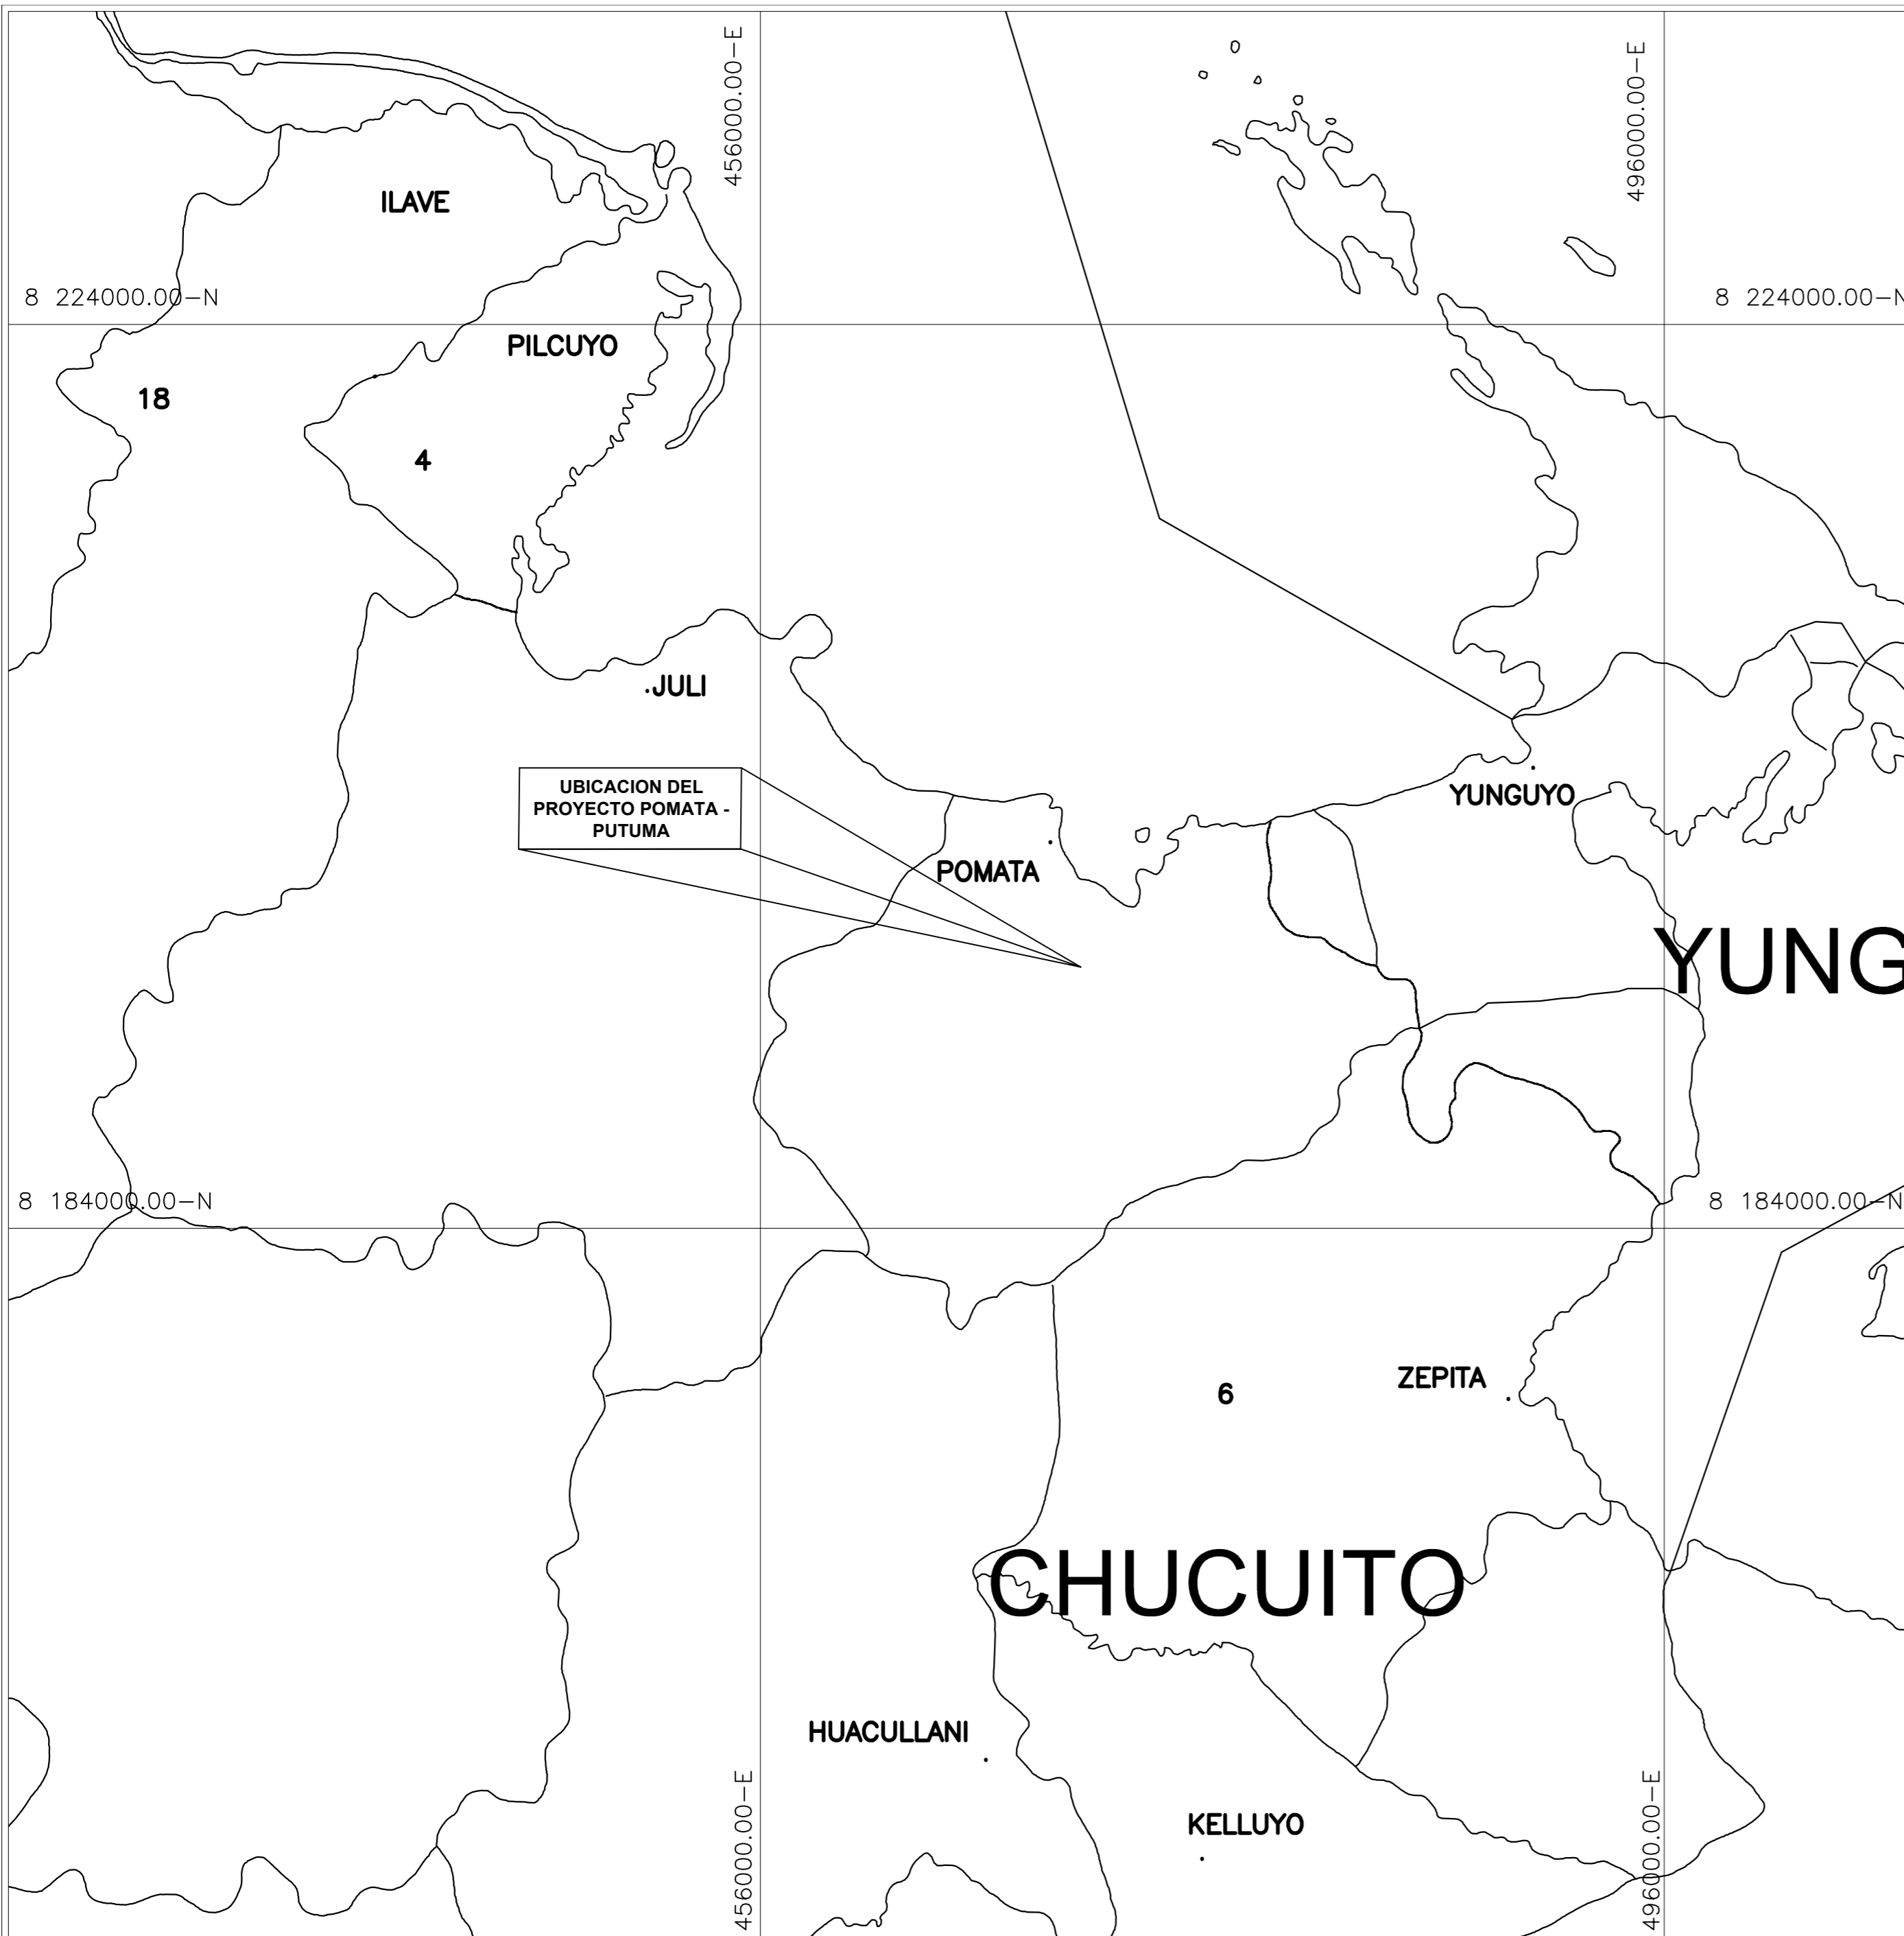 456000.00-E
496000.00-E
ILAVE
8 224000.00-N
8 224000.00-N
PILCUYO
18
4
.JULI
UBICACION DEL
PROYECTO POMATA -
PUTUMA
YUNGUYO
POMATA
YUNG
8 184000.00-N
8 184000.00-N
ZEPITA
6
CHUCUITO
HUACULLANI
KELLUYO
456000.00-E
496000.00-E